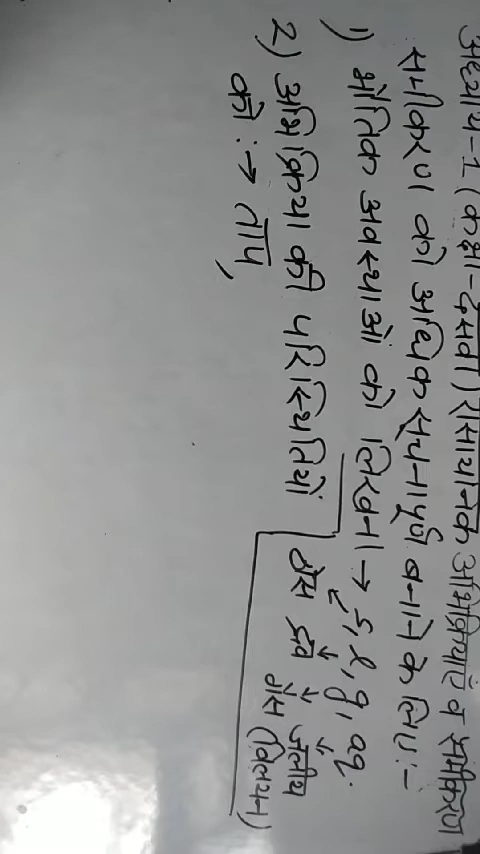 अध्याय-1 (कक्षा-दसवीं) रासायनिक अभिक्रियाएँ व समीकरण
समीकरण को अधिक सूचनापूर्ण बनाने के लिए :-
1) भौतिक अवस्थाओं को लिखना → s, l, g, aq.
ठोस द्रव गैस जलीय (विलयन)
2) अभिक्रिया की परिस्थितियों
को :→ ताप,